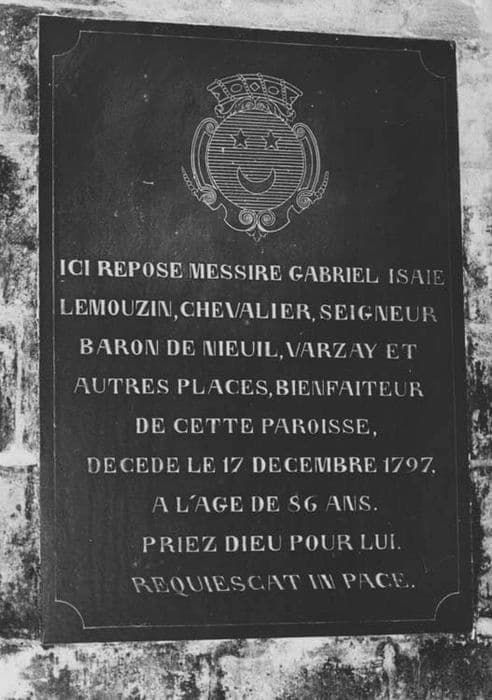 ICI REPOSE MESSIRE GABRIEL ISAIE
LEMOUZIN, CHEVALIER, SEIGNEUR
BARON DE NIEUIL, VARZAY ET
AUTRES PLACES, BIENFAITEUR
DE CETTE PAROISSE,
DECEDE LE 17 DECEMBRE 1797,
A L'AGE DE 86 ANS.
PRIEZ DIEU POUR LUI.
REQUIESCAT IN PACE.